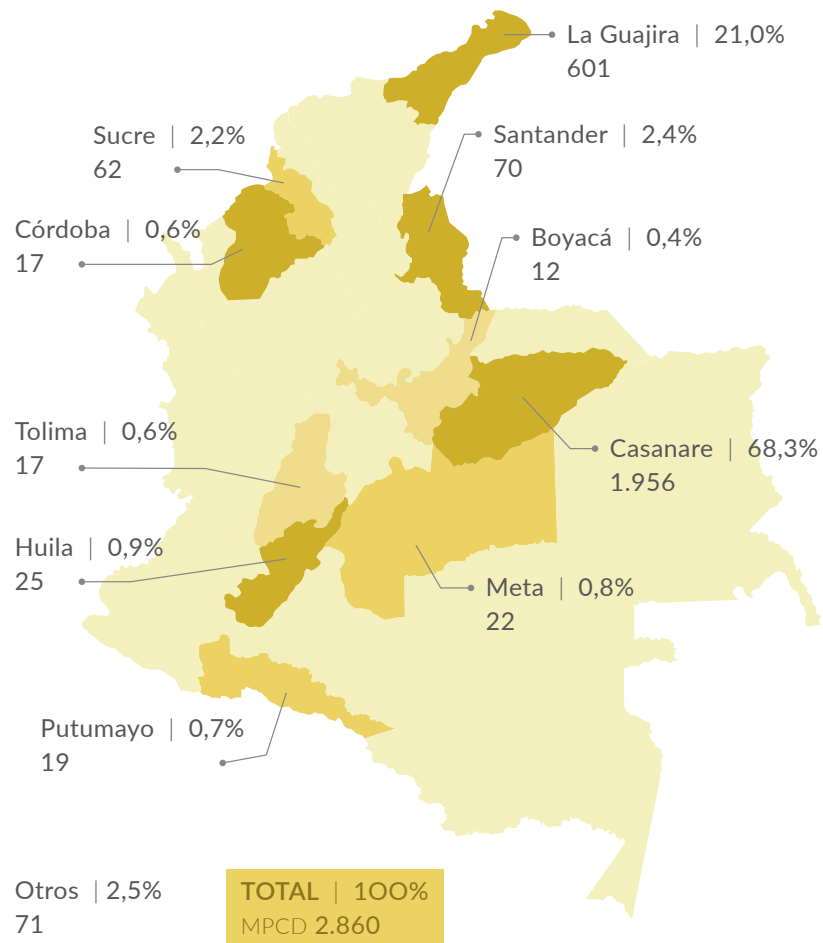 La Guajira | 21,0%
601
Sucre | 2,2%
62
Santander | 2,4%
70
Córdoba | 0,6%
17
Boyacá | 0,4%
12
Tolima | 0,6%
17
Casanare | 68,3%
1.956
Huila | 0,9%
25
Meta | 0,8%
22
Putumayo | 0,7%
19
Otros | 2,5%
71
TOTAL | 100%
MPCD 2.860